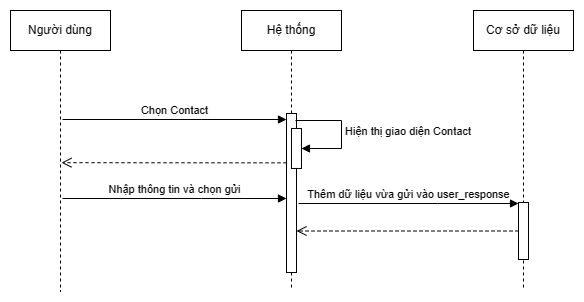 Người dùng
Hệ thống
Cơ sở dữ liệu
Chọn Contact
Hiện thị giao diện Contact
Nhập thông tin và chọn gửi
Thêm dữ liệu vừa gửi vào user_response